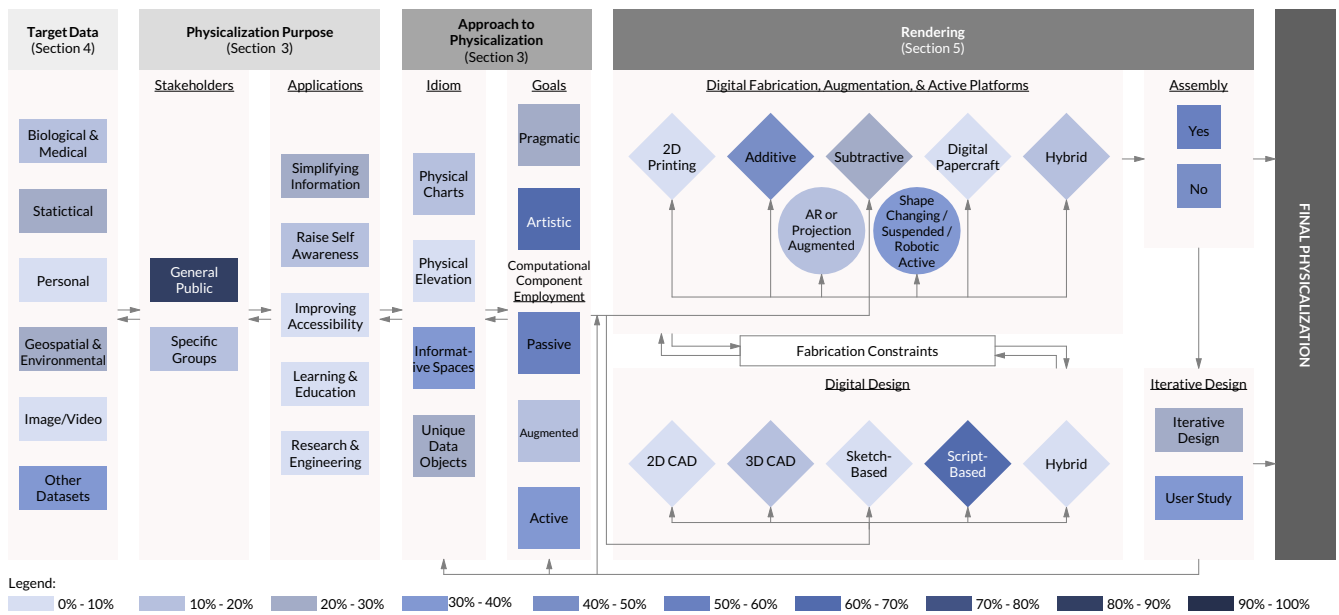 Target Data
(Section 4)
Physicalization Purpose
(Section 3)
Approach to
Physicalization
(Section 3)
Rendering
(Section 5)
Stakeholders
Applications
Idiom
Goals
Digital Fabrication, Augmentation, & Active Platforms
Assembly
Biological &
Medical
Statictical
Personal
Geospatial &
Environmental
Image/Video
Other
Datasets
General
Public
Specific
Groups
Simplifying
Information
Raise Self
Awareness
Improving
Accessibility
Learning &
Education
Research &
Engineering
Physical
Charts
Physical
Elevation
Informat-
ive Spaces
Unique
Data
Objects
Pragmatic
Artistic
Computational
Component
Employment
Passive
Augmented
Active
2D
Printing
Additive
Subtractive
Digital
Papercraft
Hybrid
AR or
Projection
Augmented
Shape
Changing /
Suspended /
Robotic
Active
Fabrication Constraints
Digital Design
2D CAD
3D CAD
Sketch-
Based
Script-
Based
Hybrid
Yes
No
Iterative Design
Iterative
Design
User Study
FINAL PHYSICALIZATION
Legend:
0% - 10%
10% - 20%
20% - 30%
30% - 40%
40% - 50%
50% - 60%
60% - 70%
70% - 80%
80% - 90%
90% - 100%